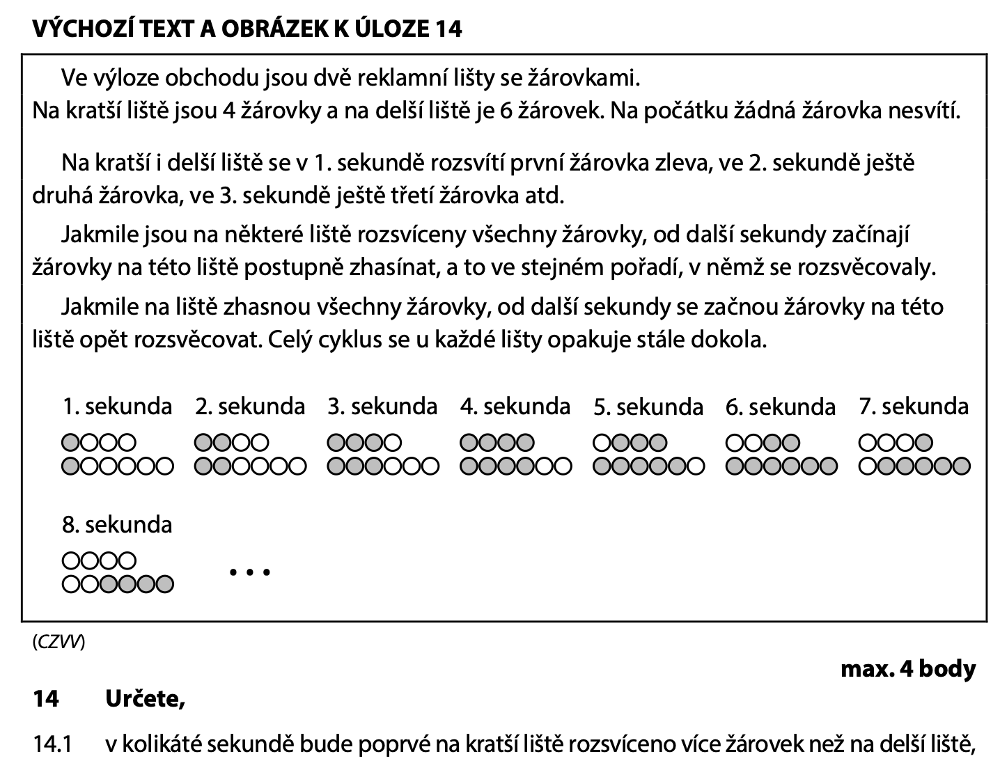 VÝCHOZÍ TEXT A OBRÁZEK K ÚLOZE 14
Ve výloze obchodu jsou dvě reklamní lišty se žárovkami.
Na kratší liště jsou 4 žárovky a na delší liště je 6 žárovek. Na počátku žádná žárovka nesvítí.
Na kratší i delší liště se v 1. sekundě rozsvítí první žárovka zleva, ve 2. sekundě ještě
druhá žárovka, ve 3. sekundě ještě třetí žárovka atd.
Jakmile jsou na některé liště rozsvíceny všechny žárovky, od další sekundy začínají
žárovky na této liště postupně zhasínat, a to ve stejném pořadí, v němž se rozsvěcovaly.
Jakmile na liště zhasnou všechny žárovky, od další sekundy se začnou žárovky na této
liště opět rozsvěcovat. Celý cyklus se u každé lišty opakuje stále dokola.
1. sekunda 2. sekunda 3. sekunda 4. sekunda 5. sekunda 6. sekunda 7. sekunda
8. sekunda
...
(CZVV)
max. 4 body
14 Určete,
14.1 v kolikáté sekundě bude poprvé na kratší liště rozsvíceno více žárovek než na delší liště,